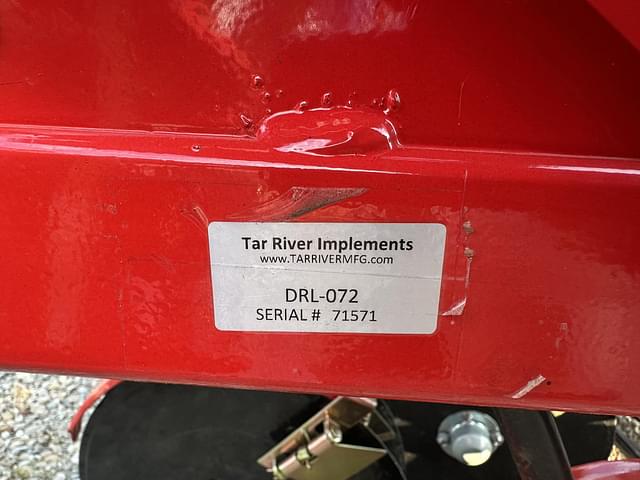 Tar River Implements
www.TARRIVERMFG.com
DRL-072
SERIAL # 71571